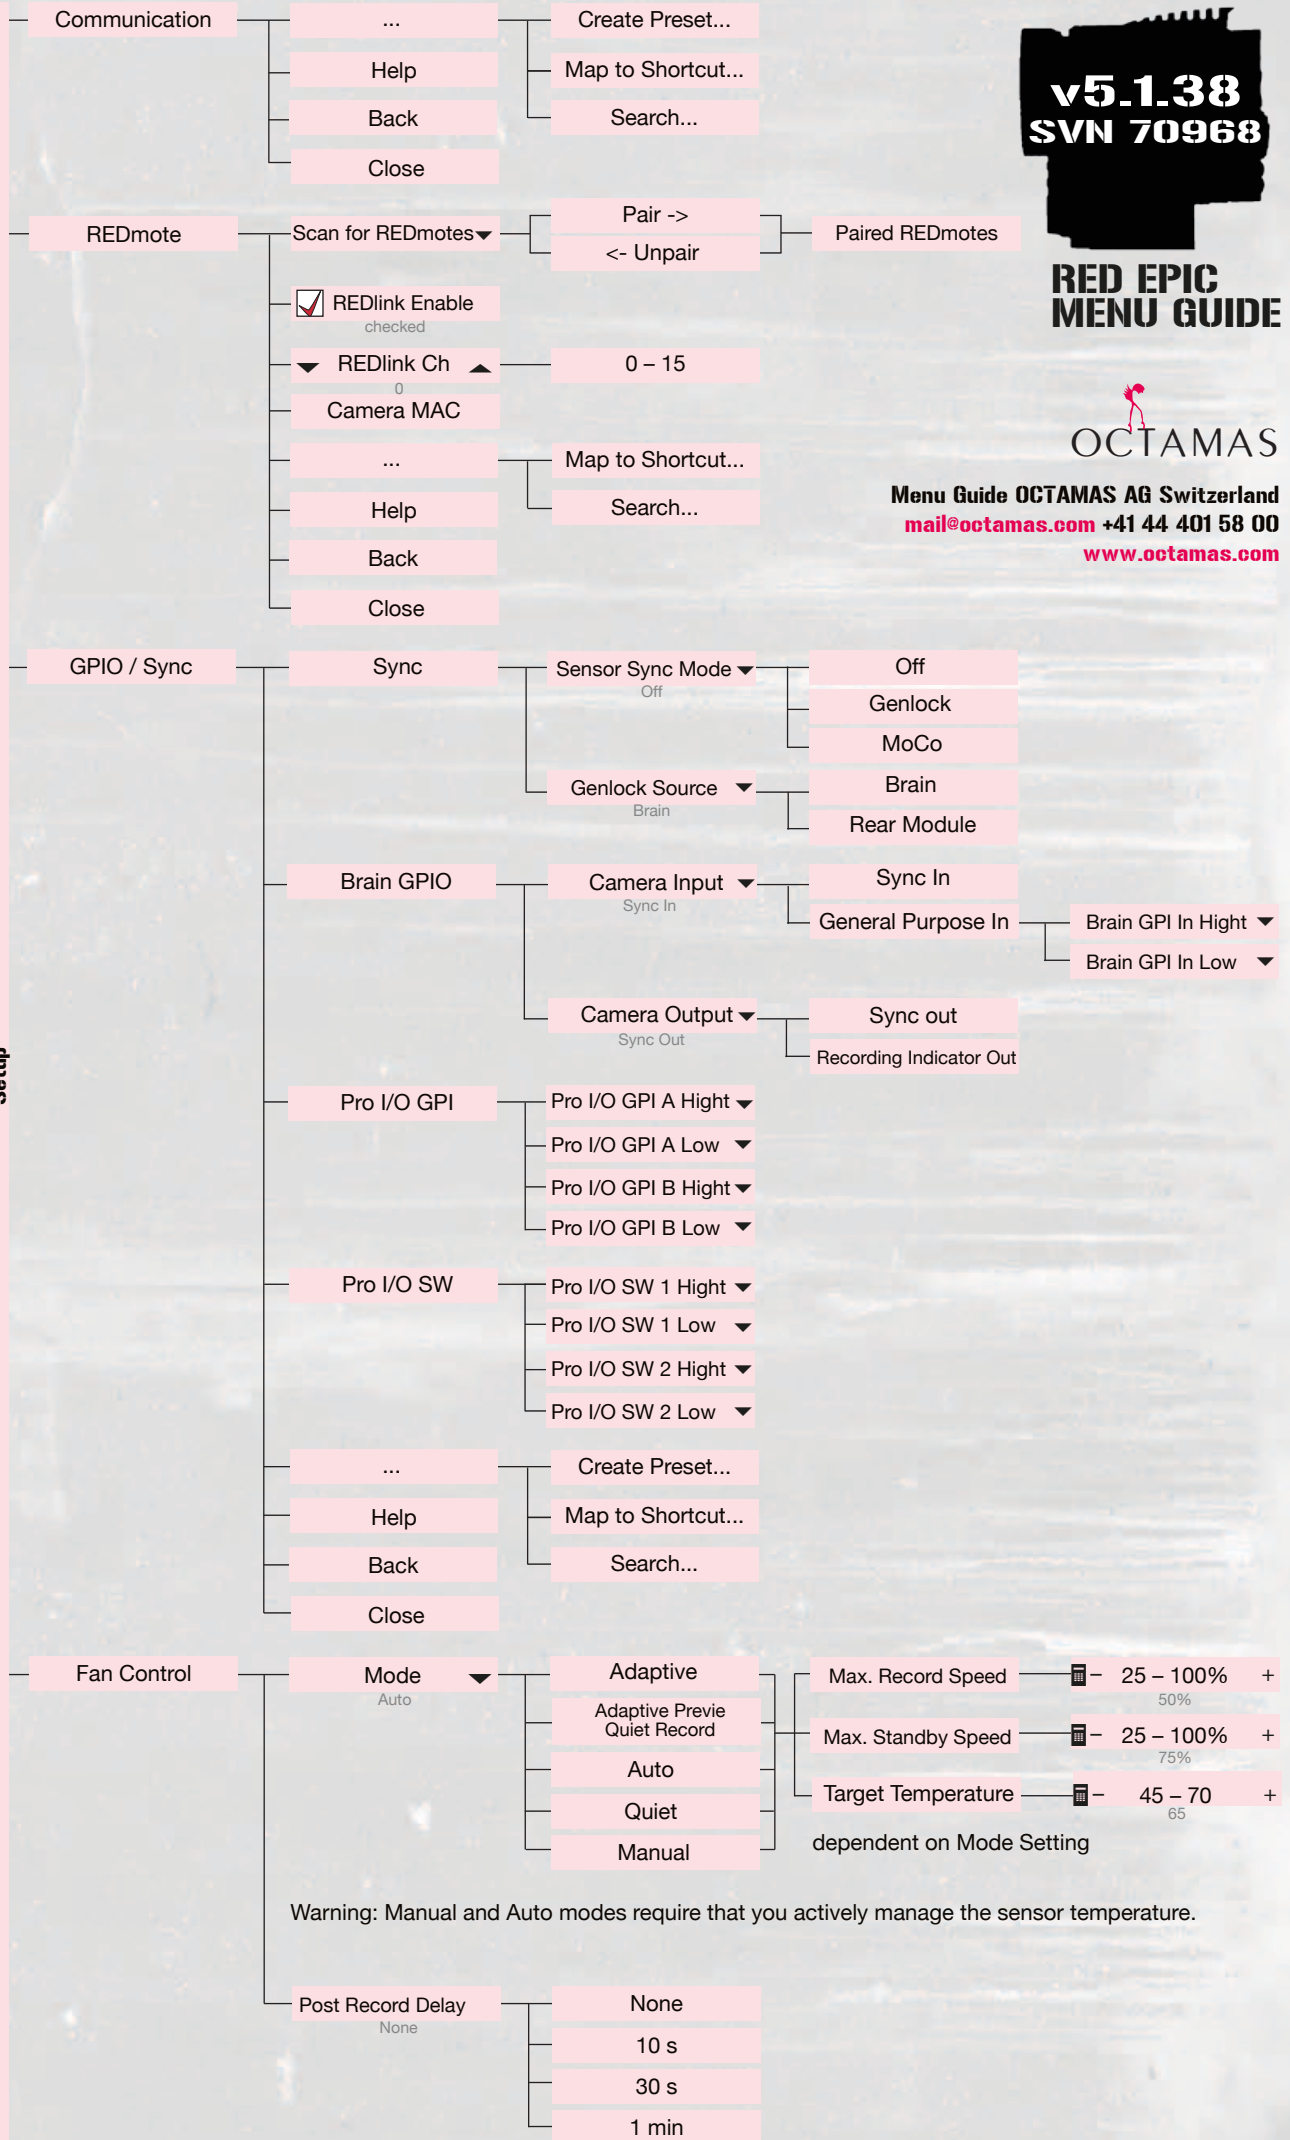 Communication
...
Create Preset...
Help
Map to Shortcut...
Back
Search...
Close
v5.1.38
SVN 70968
RED EPIC
MENU GUIDE
OCTAMAS
Menu Guide OCTAMAS AG Switzerland
mail@octamas.com +41 44 401 58 00
www.octamas.com
REDmote
Scan for REDmotes
Pair ->
<- Unpair
Paired REDmotes
REDlink Enable
checked
REDlink Ch
0
0 – 15
Camera MAC
...
Map to Shortcut...
Help
Search...
Back
Close
GPIO / Sync
Sync
Sensor Sync Mode
Off
Off
Genlock
MoCo
Genlock Source
Brain
Brain
Rear Module
Brain GPIO
Camera Input
Sync In
Sync In
General Purpose In
Brain GPI In Hight
Brain GPI In Low
Camera Output
Sync Out
Sync out
Recording Indicator Out
Setup
Pro I/O GPI
Pro I/O GPI A Hight
Pro I/O GPI A Low
Pro I/O GPI B Hight
Pro I/O GPI B Low
Pro I/O SW
Pro I/O SW 1 Hight
Pro I/O SW 1 Low
Pro I/O SW 2 Hight
Pro I/O SW 2 Low
...
Create Preset...
Help
Map to Shortcut...
Back
Search...
Close
Fan Control
Mode
Auto
Adaptive
Adaptive Previe
Quiet Record
Auto
Quiet
Manual
Max. Record Speed
– 25 – 100% +
50%
Max. Standby Speed
– 25 – 100% +
75%
Target Temperature
– 45 – 70 +
65
dependent on Mode Setting
Warning: Manual and Auto modes require that you actively manage the sensor temperature.
Post Record Delay
None
None
10 s
30 s
1 min